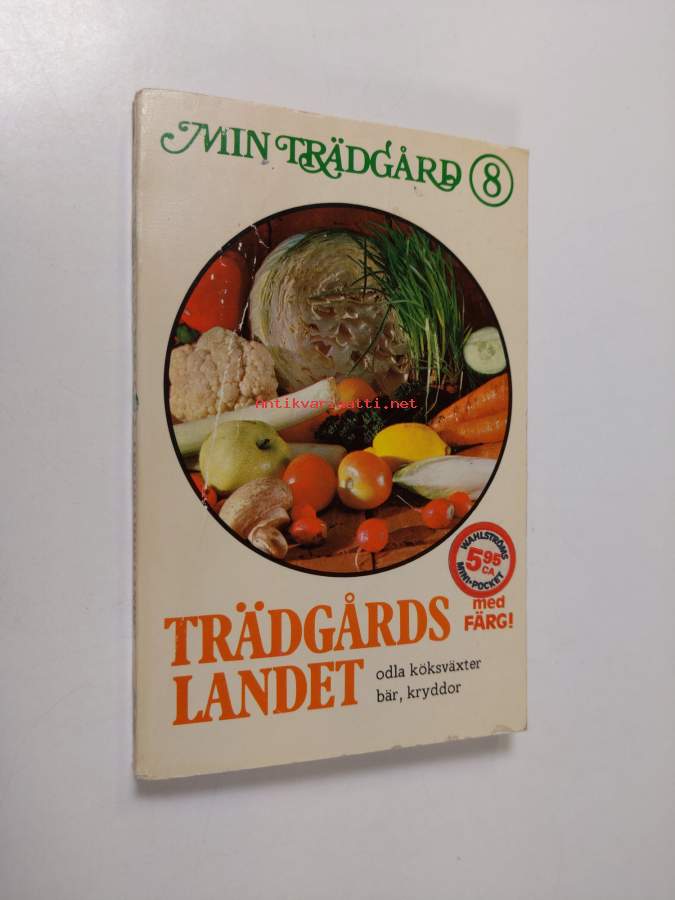 MIN TRÄDGÅRD 8
antikvariaatti.net
WAHLSTRÖMS
5.95
CA
MINI-POCKET
med
FÄRG!
TRÄDGÅRDS
LANDET
odla köksväxter
bär, kryddor